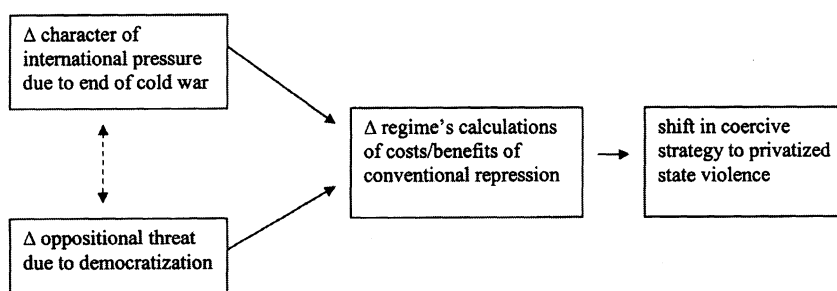 Δ character of
international pressure
due to end of cold war
Δ oppositional threat
due to democratization
Δ regime's calculations
of costs/benefits of
conventional repression
shift in coercive
strategy to privatized
state violence